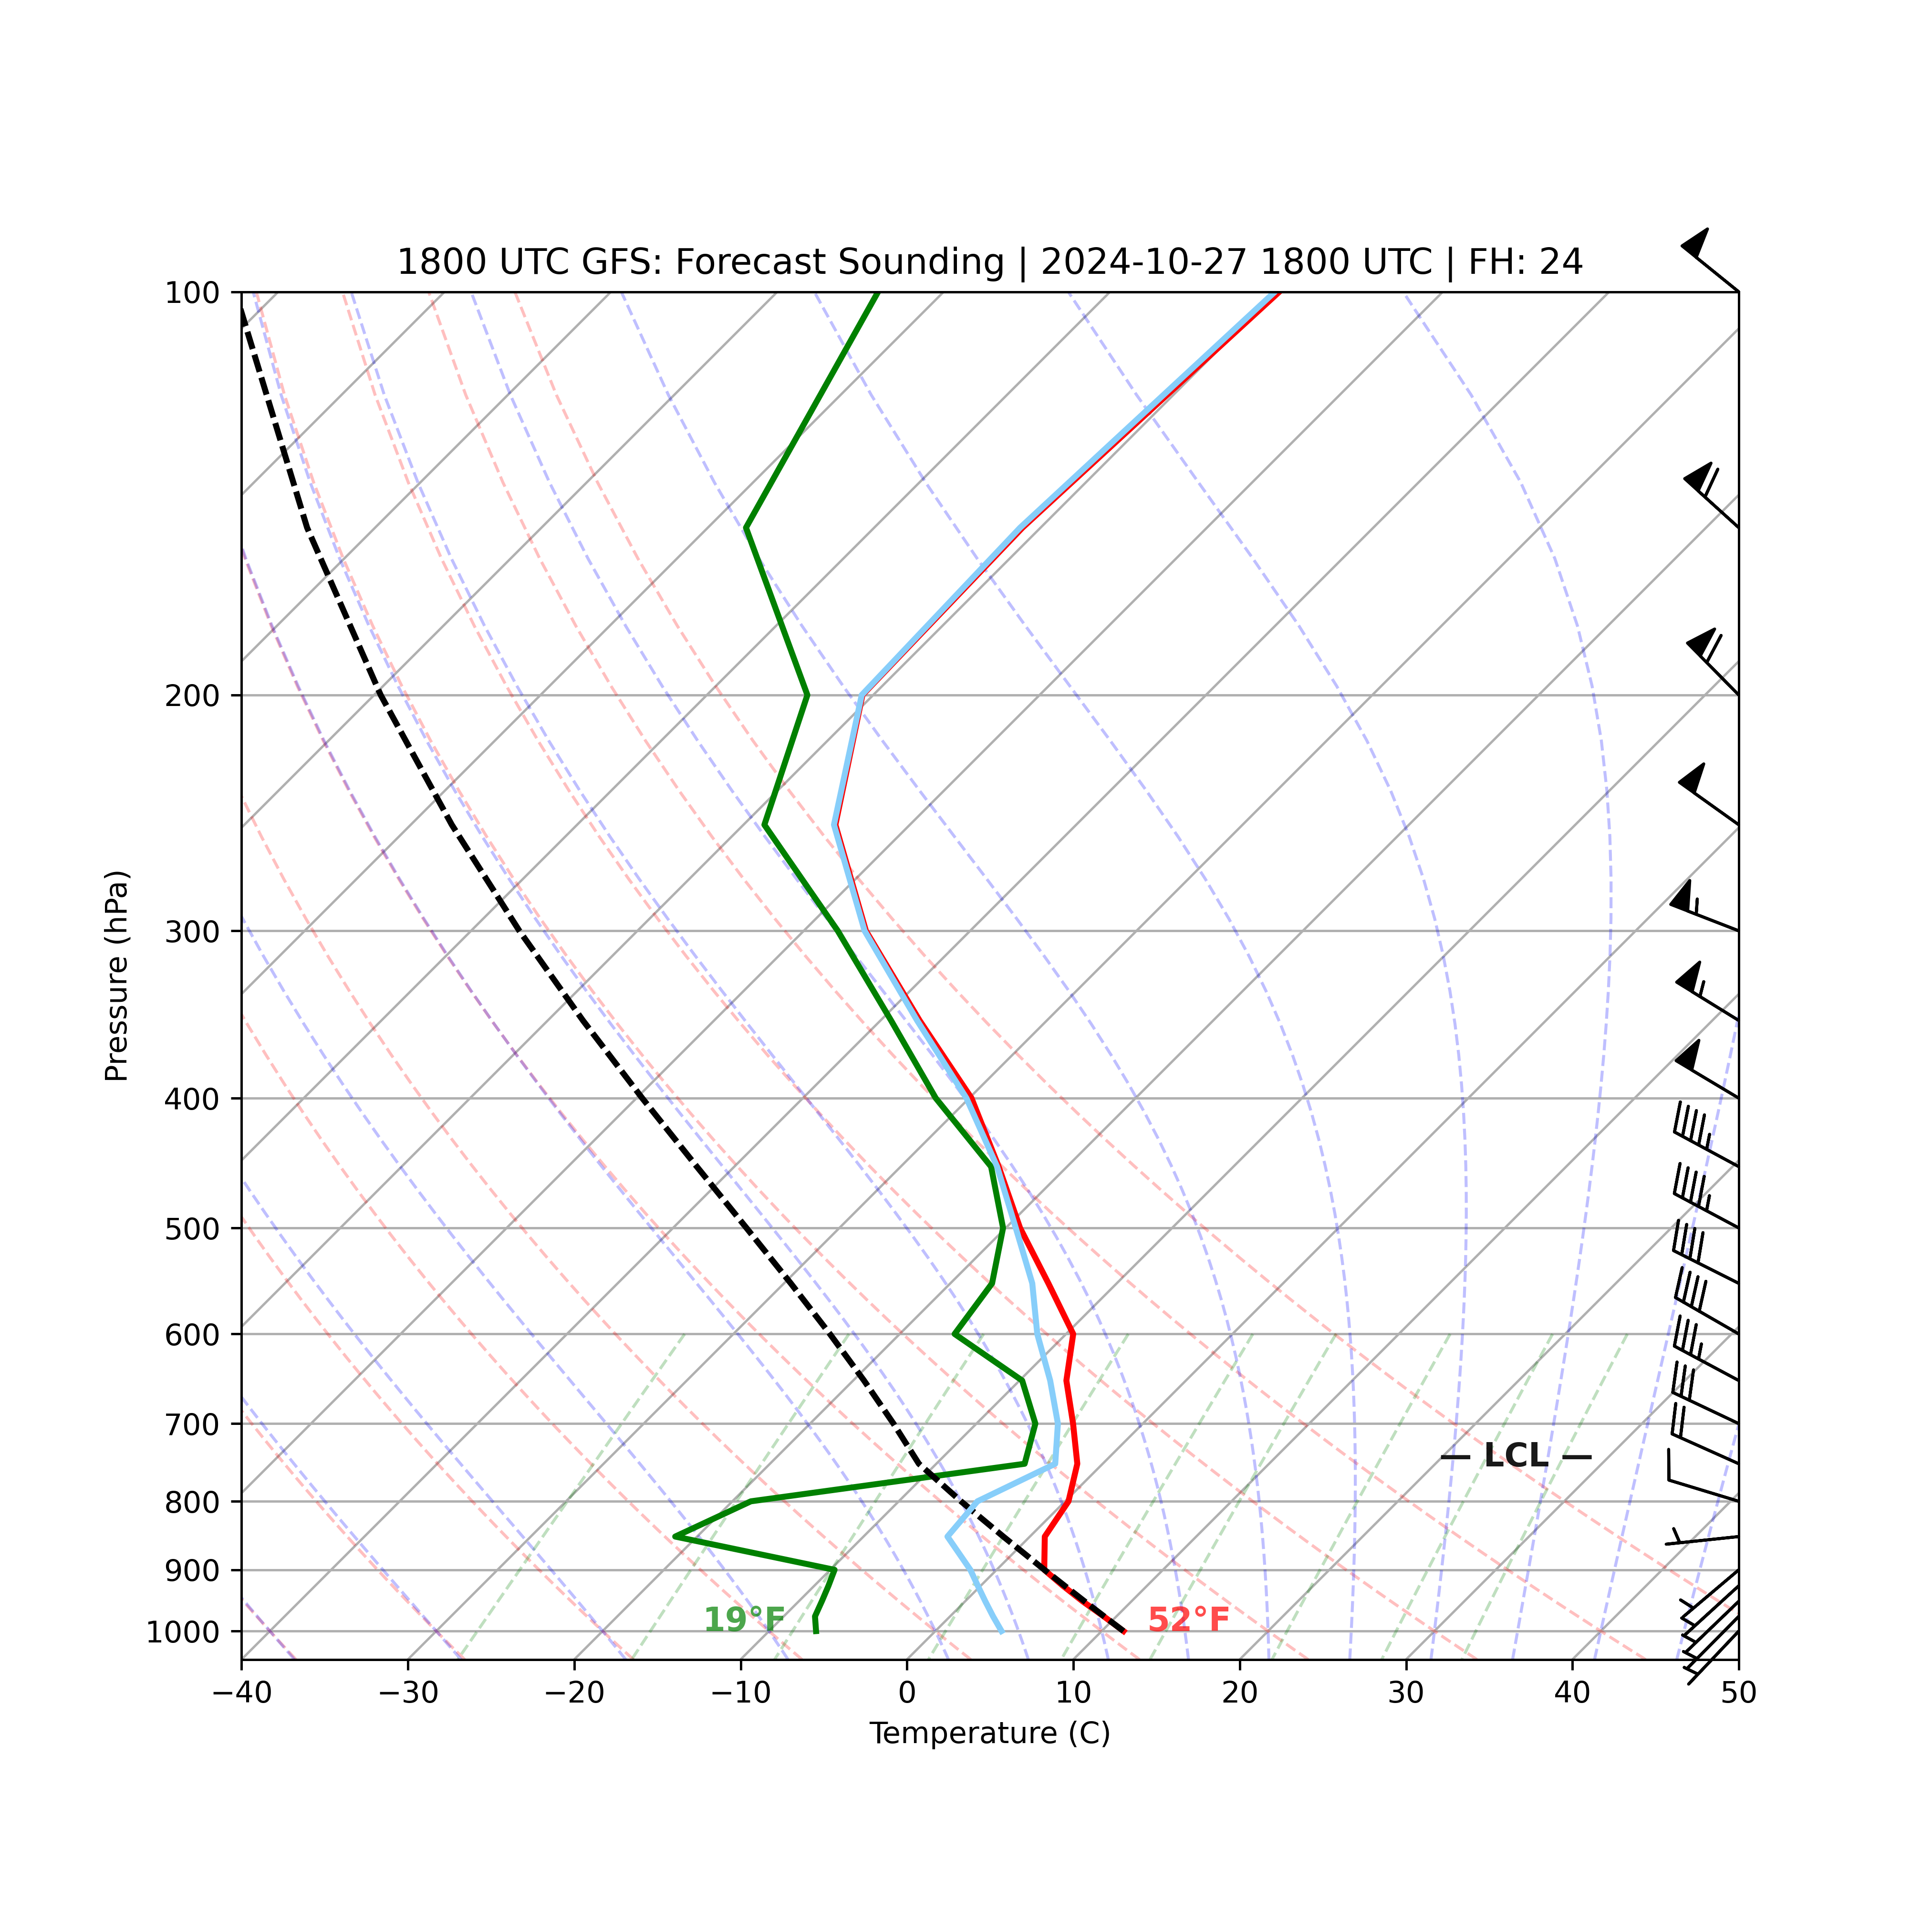 1800 UTC GFS: Forecast Sounding | 2024-10-27 1800 UTC | FH: 24
100
200
300
400
500
600
700
800
900
1000
Pressure (hPa)
— LCL —
19°F
52°F
−40 −30 −20 −10 0 10 20 30 40 50
Temperature (C)